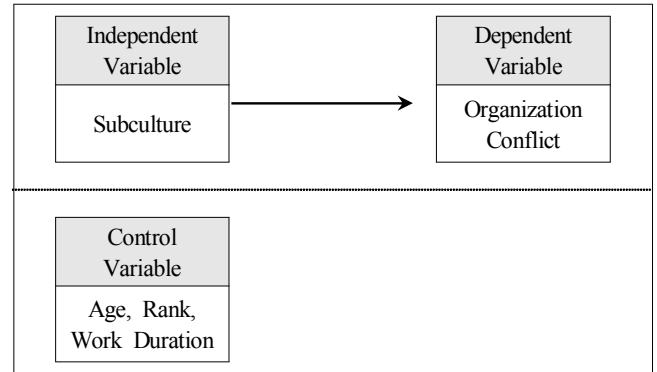 Independent
Variable
Subculture
Dependent
Variable
Organization
Conflict
Control
Variable
Age, Rank,
Work Duration